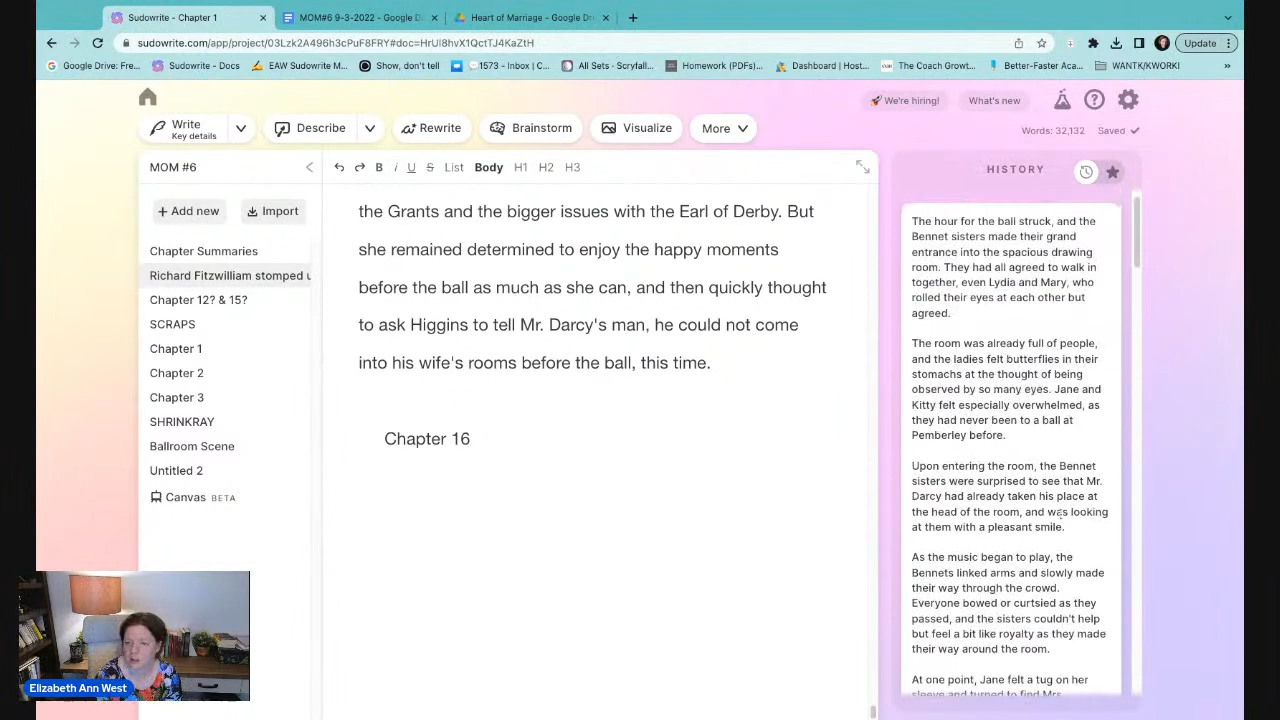 Sudowrite - Chapter 1
MOM#6 9-3-2022 - Google D
Heart of Marriage - Google Dr
sudowrite.com/app/project/03Lzk2A496h3cPuF8FRY#doc=HrUl8hvX1QctTJ4KaZtH
Update
Google Drive: Fre...
Sudowrite - Docs
EAW Sudowrite M...
Show, don't tell
1573 - Inbox | C...
All Sets · Scryfall...
Homework (PDFs)...
Dashboard | Host...
The Coach Growt...
Better-Faster Aca...
WANTK/KWORKI
»
We're hiring!
What's new
Write
Key details
Describe
Rewrite
Brainstorm
Visualize
More
Words: 32,132
Saved
MOM #6
B i U S List Body H1 H2 H3
HISTORY
Add new
Import
Chapter Summaries
Richard Fitzwilliam stomped u
Chapter 12? & 15?
SCRAPS
Chapter 1
Chapter 2
Chapter 3
SHRINKRAY
Ballroom Scene
Untitled 2
Canvas BETA
the Grants and the bigger issues with the Earl of Derby. But
she remained determined to enjoy the happy moments
before the ball as much as she can, and then quickly thought
to ask Higgins to tell Mr. Darcy's man, he could not come
into his wife's rooms before the ball, this time.
Chapter 16
The hour for the ball struck, and the
Bennet sisters made their grand
entrance into the spacious drawing
room. They had all agreed to walk in
together, even Lydia and Mary, who
rolled their eyes at each other but
agreed.
The room was already full of people,
and the ladies felt butterflies in their
stomachs at the thought of being
observed by so many eyes. Jane and
Kitty felt especially overwhelmed, as
they had never been to a ball at
Pemberley before.
Upon entering the room, the Bennet
sisters were surprised to see that Mr.
Darcy had already taken his place at
the head of the room, and was looking
at them with a pleasant smile.
As the music began to play, the
Bennets linked arms and slowly made
their way through the crowd.
Everyone bowed or curtsied as they
passed, and the sisters couldn't help
but feel a bit like royalty as they made
their way around the room.
At one point, Jane felt a tug on her
sleeve and turned to find Mrs.
Elizabeth Ann West